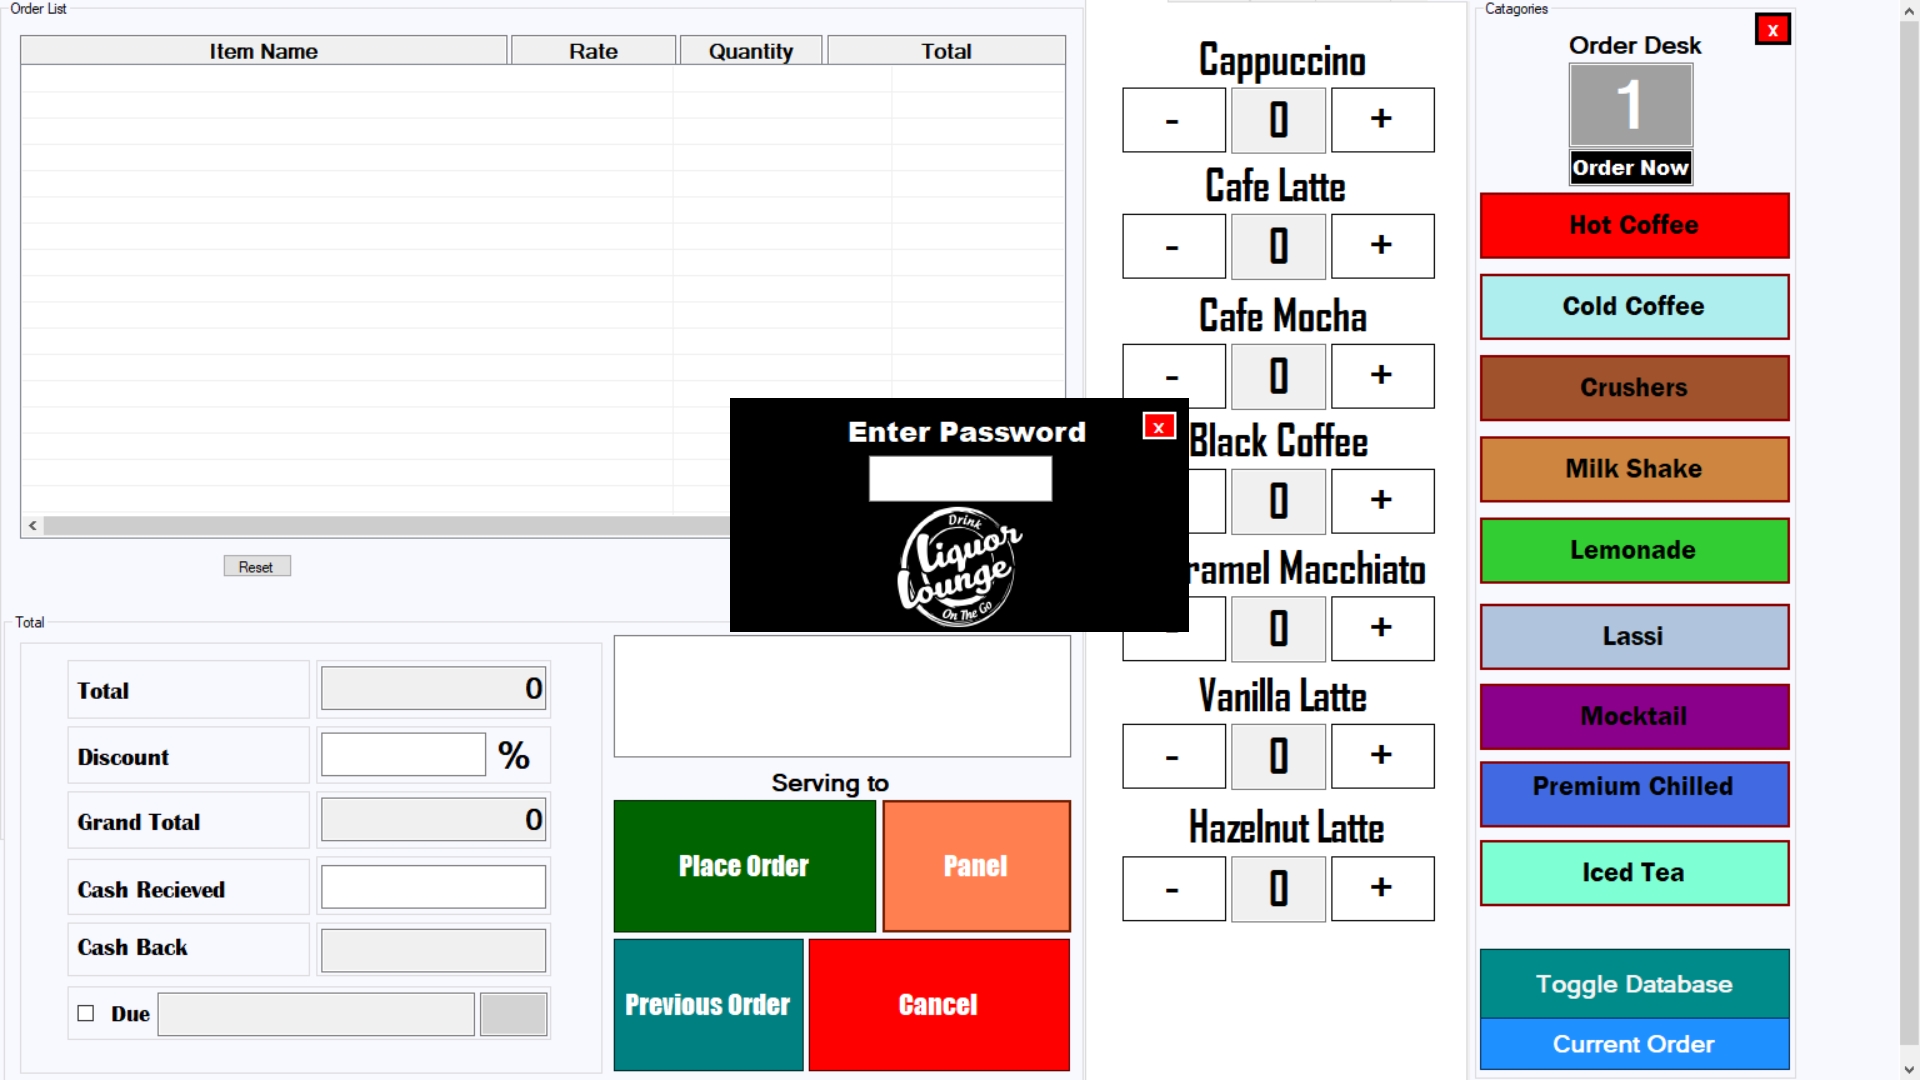 Order List
Item Name Rate Quantity Total
Reset
Enter Password
x
Drink
Liquor
Lounge
On The Go
Total
Total 0
Discount %
Grand Total 0
Cash Recieved
Cash Back
Due
Serving to
Place Order
Panel
Previous Order
Cancel
Cappuccino
- 0 +
Cafe Latte
- 0 +
Cafe Mocha
- 0 +
Black Coffee
0 +
ramel Macchiato
0 +
Vanilla Latte
- 0 +
Hazelnut Latte
- 0 +
Catagories
x
Order Desk
1
Order Now
Hot Coffee
Cold Coffee
Crushers
Milk Shake
Lemonade
Lassi
Mocktail
Premium Chilled
Iced Tea
Toggle Database
Current Order